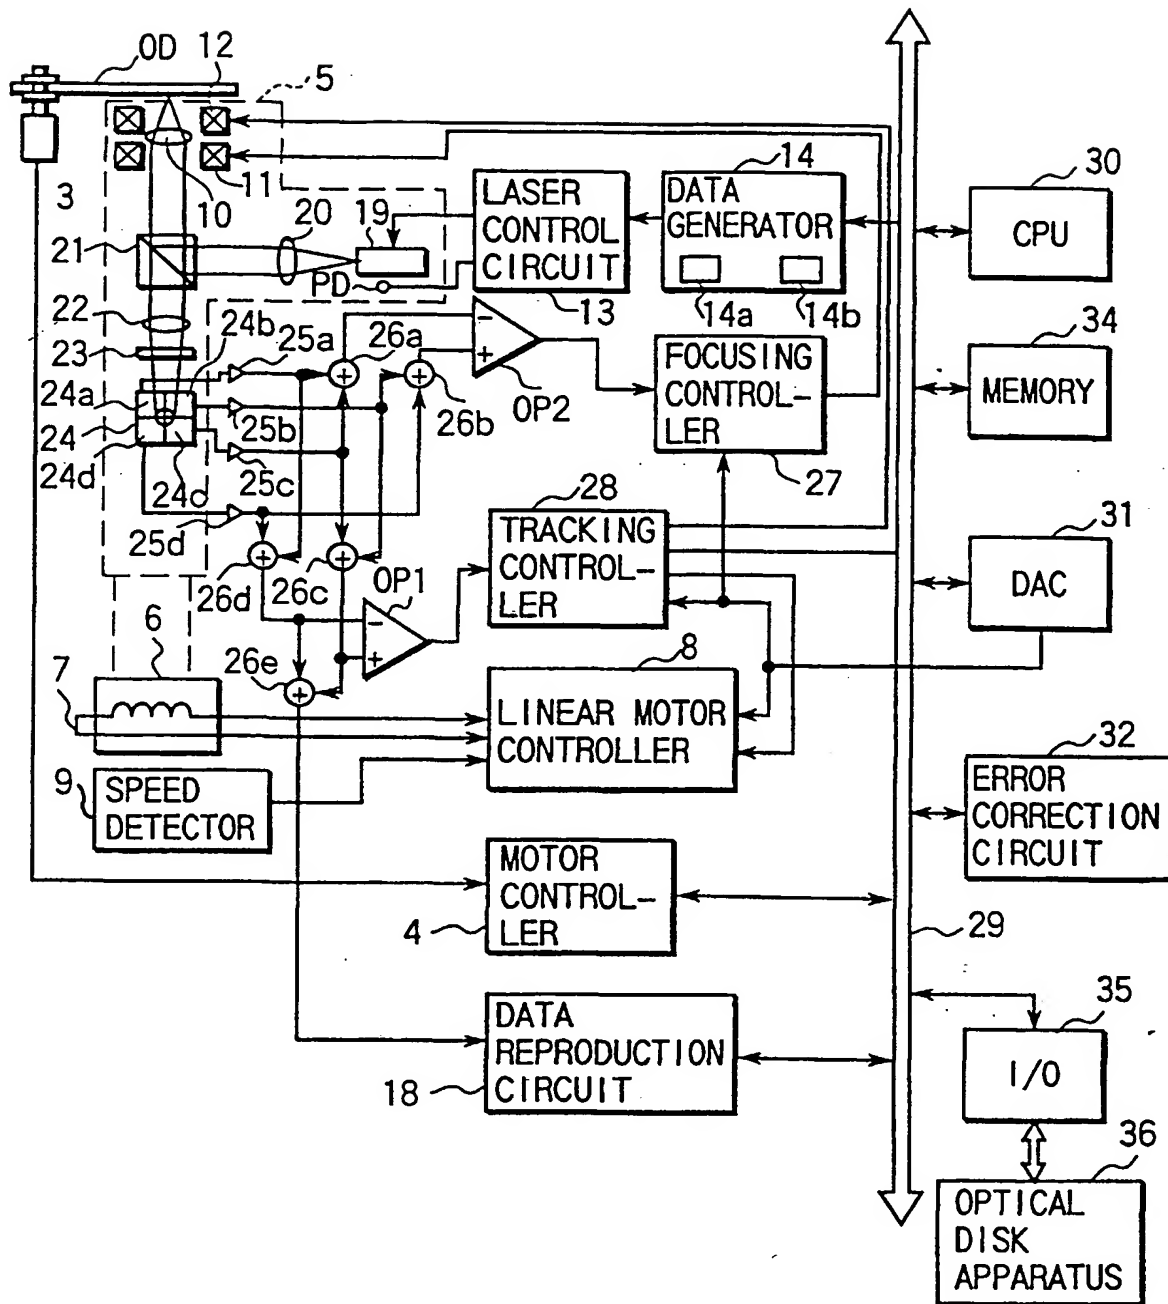 OD
12
5
3
11
10
21
20
19
PD
LASER
CONTROL
CIRCUIT
13
14
DATA
GENERATOR
14a
14b
30
CPU
34
MEMORY
22
23
24b
24a
24
24d
24c
25a
25b
25c
25d
26a
26b
OP2
FOCUSING
CONTROL-
LER
27
28
TRACKING
CONTROL-
LER
31
DAC
26d
26c
OP1
26e
6
7
8
LINEAR MOTOR
CONTROLLER
9
SPEED
DETECTOR
32
ERROR
CORRECTION
CIRCUIT
MOTOR
CONTROL-
LER
4
29
DATA
REPRODUCTION
CIRCUIT
18
35
I/O
36
OPTICAL
DISK
APPARATUS